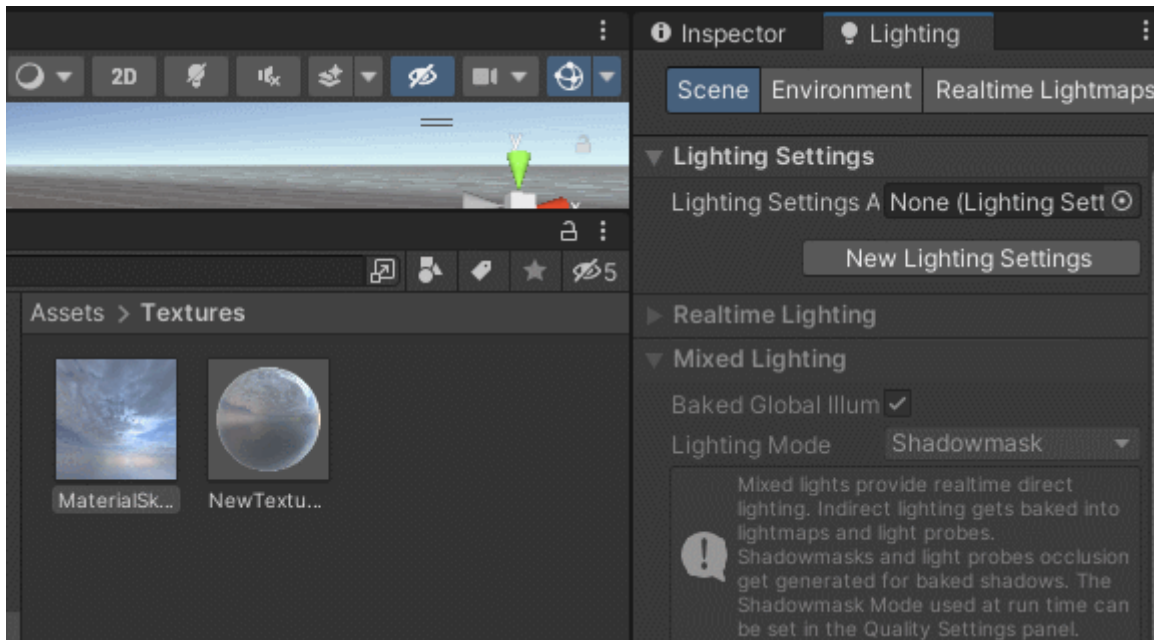 Inspector
Lighting
2D
Scene
Environment
Realtime Lightmaps
y
x
Lighting Settings
Lighting Settings A
None (Lighting Sett
New Lighting Settings
5
Assets > Textures
MaterialSk...
NewTextu...
Realtime Lighting
Mixed Lighting
Baked Global Illum
Lighting Mode
Shadowmask
Mixed lights provide realtime direct
lighting. Indirect lighting gets baked into
lightmaps and light probes.
Shadowmasks and light probes occlusion
get generated for baked shadows. The
Shadowmask Mode used at run time can
be set in the Quality Settings panel.